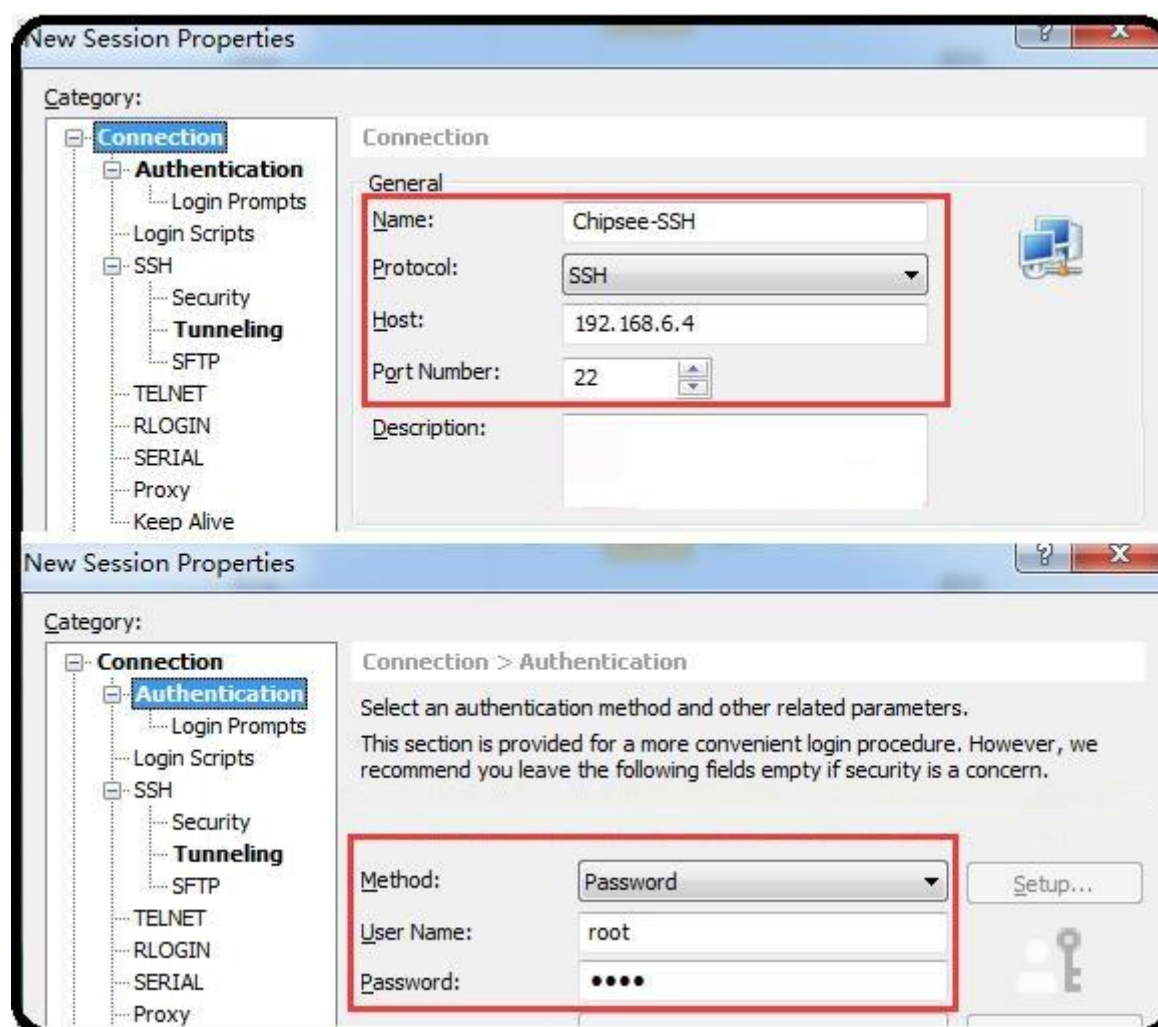 New Session Properties
Category:
Connection
Authentication
Login Prompts
Login Scripts
SSH
Security
Tunneling
SFTP
TELNET
RLOGIN
SERIAL
Proxy
Keep Alive
Connection
General
Name: Chipsee-SSH
Protocol: SSH
Host: 192.168.6.4
Port Number: 22
Description:
New Session Properties
Category:
Connection
Authentication
Login Prompts
Login Scripts
SSH
Security
Tunneling
SFTP
TELNET
RLOGIN
SERIAL
Proxy
Connection > Authentication
Select an authentication method and other related parameters.
This section is provided for a more convenient login procedure. However, we
recommend you leave the following fields empty if security is a concern.
Method: Password
Setup...
User Name: root
Password: ••••